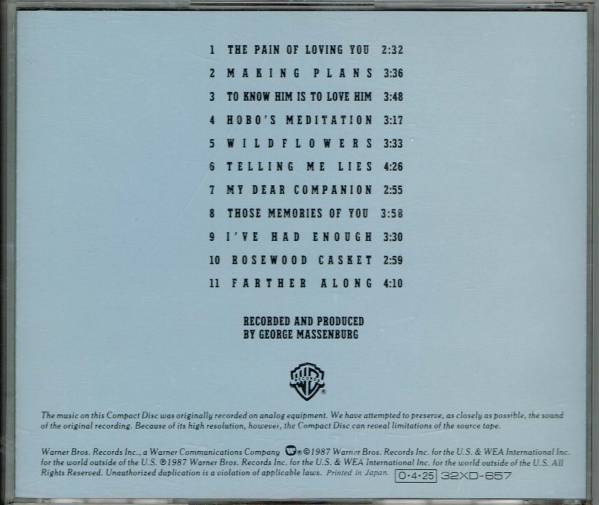 1 THE PAIN OF LOVING YOU 2:32
2 MAKING PLANS 3:36
3 TO KNOW HIM IS TO LOVE HIM 3:48
4 HOBO'S MEDITATION 3:17
5 WILDFLOWERS 3:33
6 TELLING ME LIES 4:26
7 MY DEAR COMPANION 2:55
8 THOSE MEMORIES OF YOU 3:58
9 I'VE HAD ENOUGH 3:30
10 ROSEWOOD CASKET 2:59
11 FARTHER ALONG 4:10
RECORDED AND PRODUCED
BY GEORGE MASSENBURG
®
The music on this Compact Disc was originally recorded on analog equipment. We have attempted to preserve, as closely as possible, the sound
of the original recording. Because of its high resolution, however, the Compact Disc can reveal limitations of the source tape.
Warner Bros. Records Inc., a Warner Communications Company ®©1987 Warner Bros. Records Inc. for the U.S. & WEA International Inc.
for the world outside of the U.S. ℗1987 Warner Bros. Records Inc. for the U.S. & WEA International Inc. for the world outside of the U.S. All
Rights Reserved. Unauthorized duplication is a violation of applicable laws. Printed in Japan. 0·4·25 32XD-857